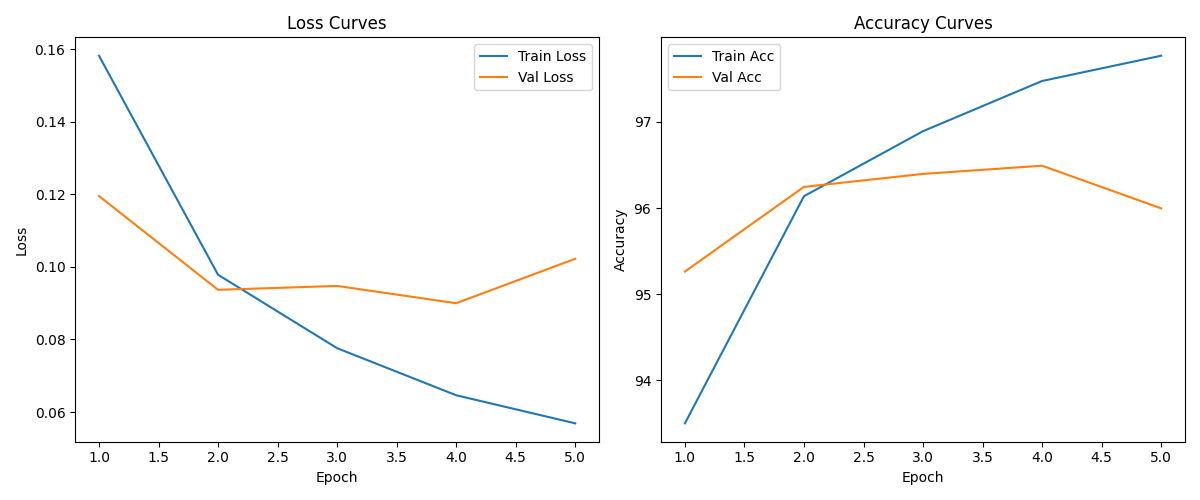 Loss Curves
Train Loss
Val Loss
0.16
0.14
0.12
0.10
0.08
0.06
Loss
1.0 1.5 2.0 2.5 3.0 3.5 4.0 4.5 5.0
Epoch
Accuracy Curves
Train Acc
Val Acc
97
96
95
94
Accuracy
1.0 1.5 2.0 2.5 3.0 3.5 4.0 4.5 5.0
Epoch